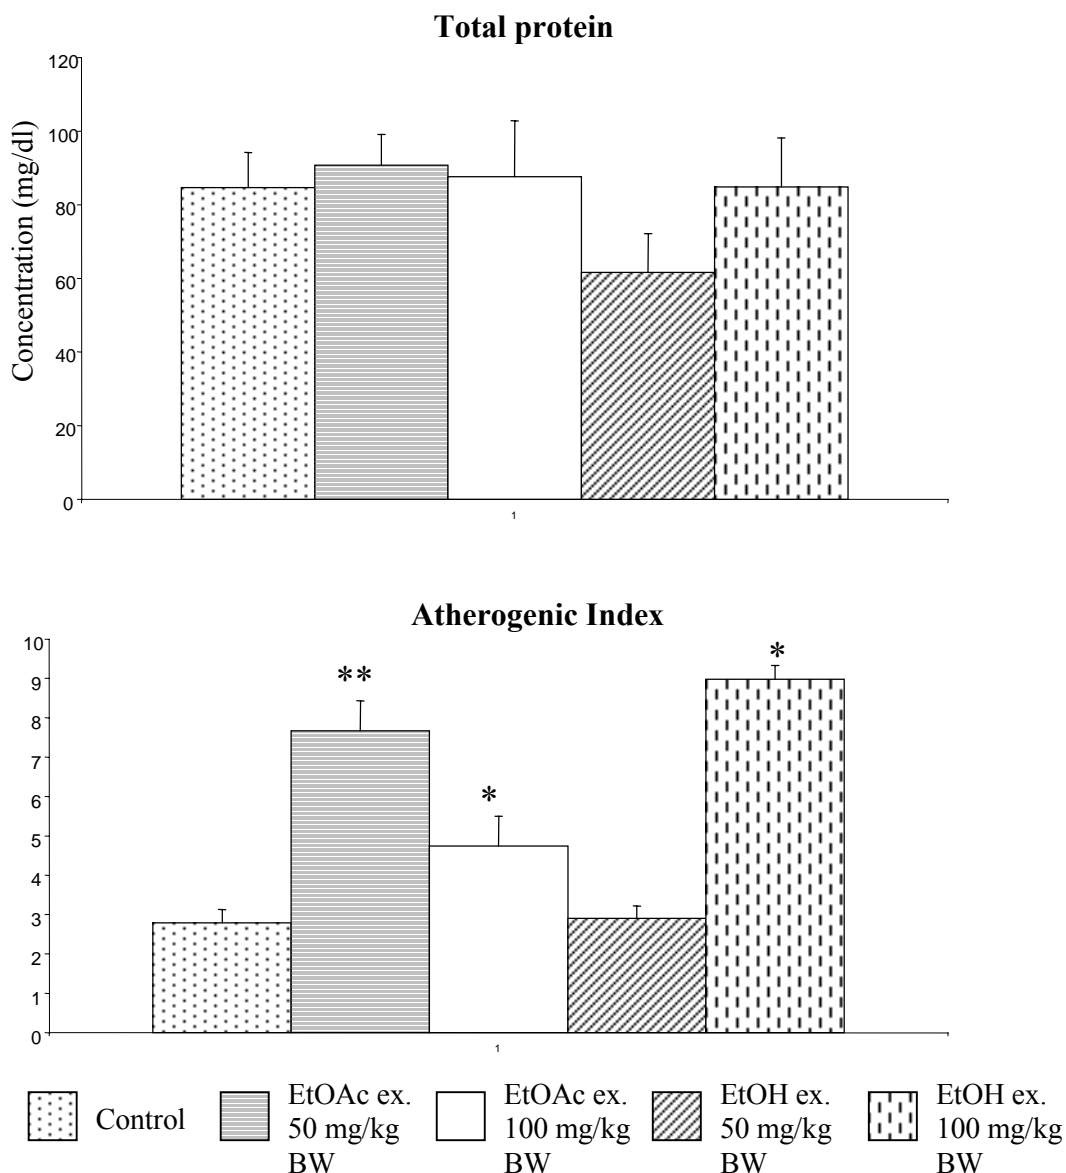 Total protein
Concentration (mg/dl)
120
100
80
60
40
20
0
1
Atherogenic Index
10
9
8
7
6
5
4
3
2
1
0
**
*
*
1
Control
EtOAc ex.
50 mg/kg
BW
EtOAc ex.
100 mg/kg
BW
EtOH ex.
50 mg/kg
BW
EtOH ex.
100 mg/kg
BW